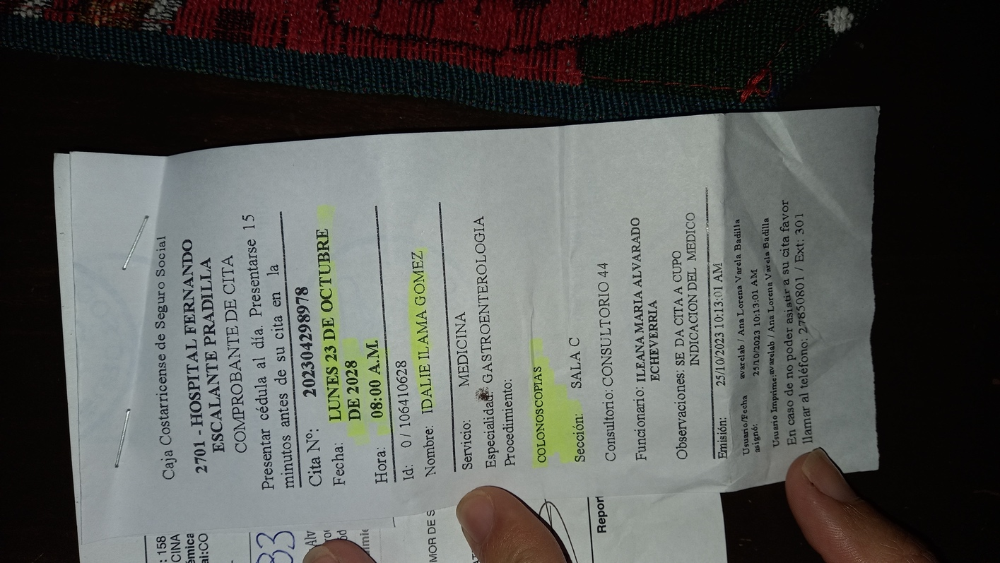 Caja Costarricense de Seguro Social
2701 - HOSPITAL FERNANDO
ESCALANTE PRADILLA
COMPROBANTE DE CITA
Presentar cédula al día. Presentarse 15
minutos antes de su cita en la
Cita Nº: 202304298978
Fecha: LUNES 23 DE OCTUBRE
DE 2028
Hora: 08:00 A.M.
Id: 0 / 106410628
Nombre: IDALIE ILAMA GOMEZ
Servicio: MEDICINA
Especialidad: GASTROENTEROLOGIA
Procedimiento:
COLONOSCOPIAS
Sección: SALA C
Consultorio: CONSULTORIO 44
Funcionario: ILEANA MARIA ALVARADO
ECHEVERRIA
Observaciones: SE DA CITA A CUPO
INDICACION DEL MEDICO
Emisión: 25/10/2023 10:13:01 AM
Usuario/Fecha avarelab / Ana Lorena Varela Badilla
asignó: 25/10/2023 10:13:01 AM
Usuario Imprime: avarelab / Ana Lorena Varela Badilla
En caso de no poder asistir a su cita favor
llamar al teléfono: 27850801 / Ext: 301
: 158
CINA
émica
al:CO
33
Alv
MOR DE S
Report